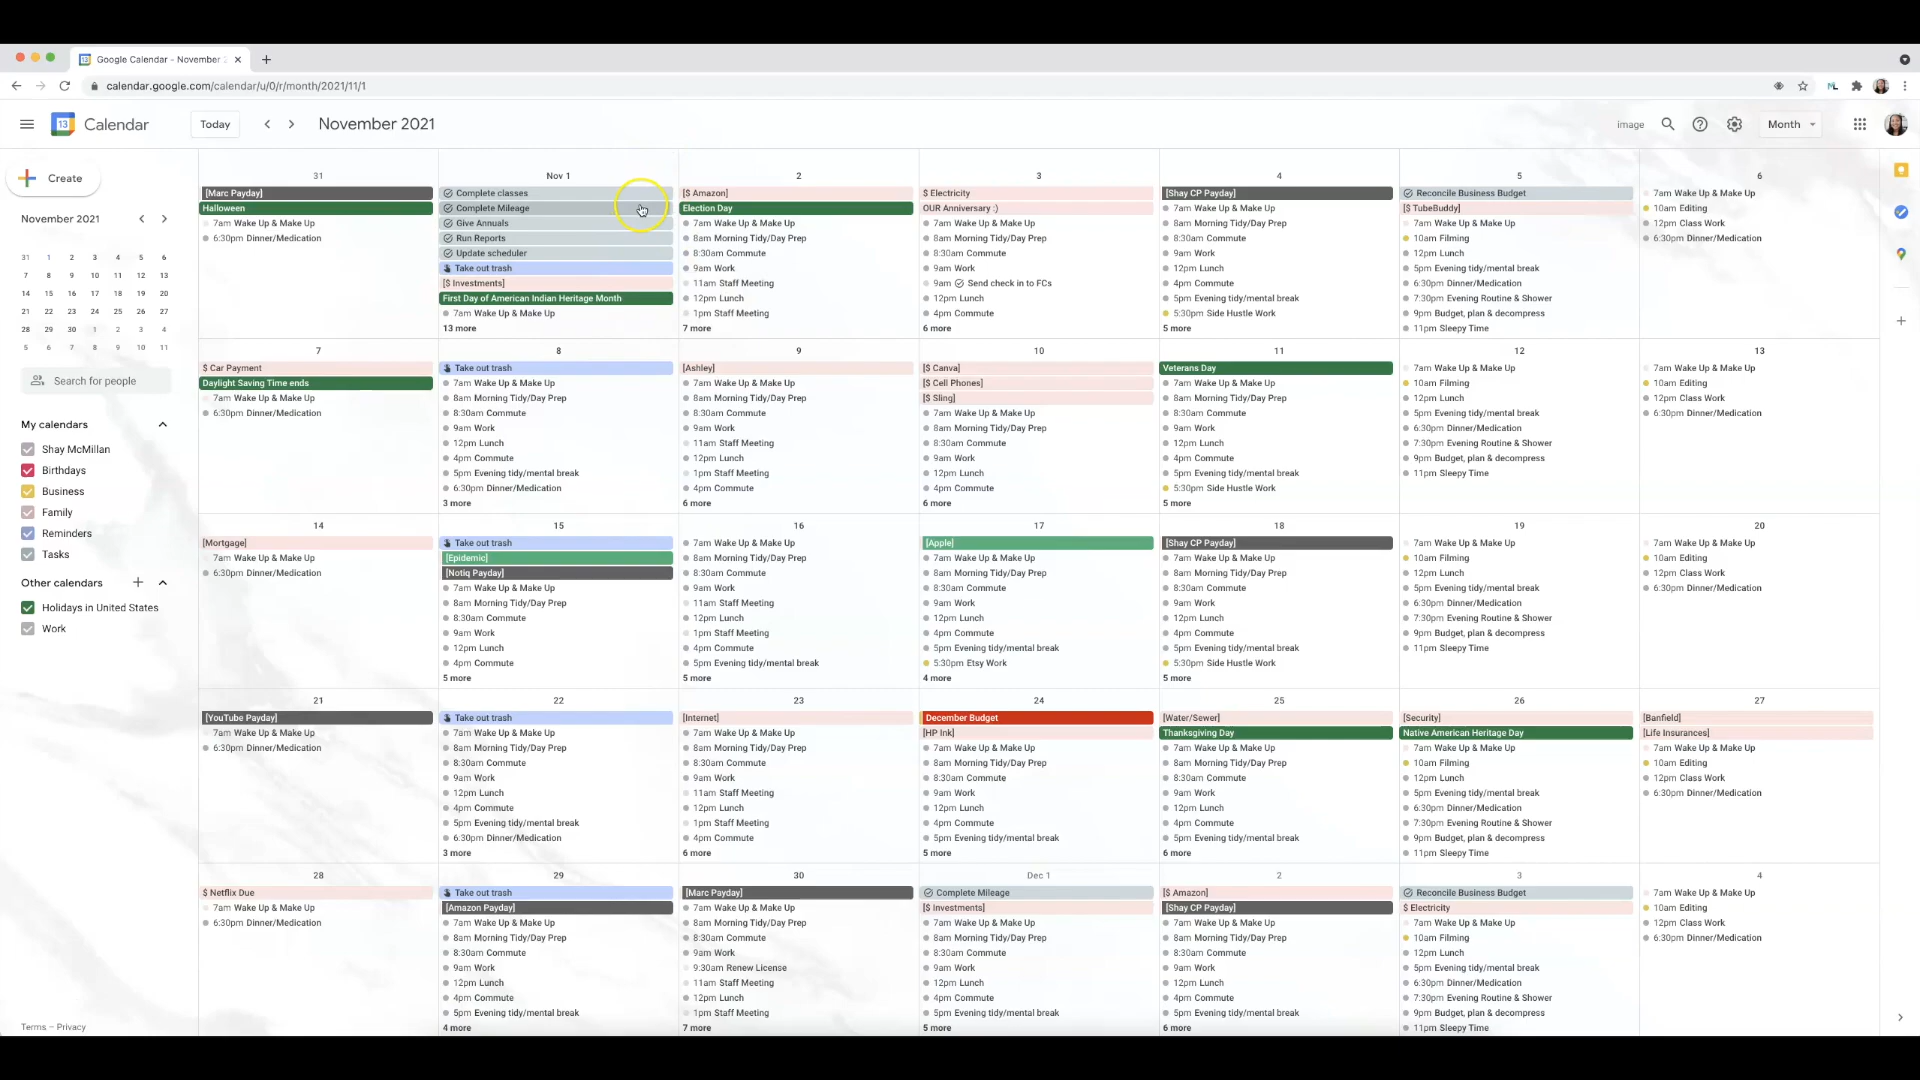 Google Calendar - November 2
calendar.google.com/calendar/u/0/r/month/2021/11/1
13
Calendar
Today
November 2021
image
Month
Create
November 2021
31 1 2 3 4 5 6
7 8 9 10 11 12 13
14 15 16 17 18 19 20
21 22 23 24 25 26 27
28 29 30 1 2 3 4
5 6 7 8 9 10 11
Search for people
My calendars
Shay McMillan
Birthdays
Business
Family
Reminders
Tasks
Other calendars
Holidays in United States
Work
Terms – Privacy
31
[Marc Payday]
Halloween
7am Wake Up & Make Up
6:30pm Dinner/Medication
Nov 1
Complete classes
Complete Mileage
Give Annuals
Run Reports
Update scheduler
Take out trash
[$ Investments]
First Day of American Indian Heritage Month
7am Wake Up & Make Up
13 more
2
[$ Amazon]
Election Day
7am Wake Up & Make Up
8am Morning Tidy/Day Prep
8:30am Commute
9am Work
11am Staff Meeting
12pm Lunch
1pm Staff Meeting
7 more
3
$ Electricity
OUR Anniversary :)
7am Wake Up & Make Up
8am Morning Tidy/Day Prep
8:30am Commute
9am Work
9am Send check in to FCs
12pm Lunch
4pm Commute
6 more
4
[Shay CP Payday]
7am Wake Up & Make Up
8am Morning Tidy/Day Prep
8:30am Commute
9am Work
12pm Lunch
4pm Commute
5pm Evening tidy/mental break
5:30pm Side Hustle Work
5 more
5
Reconcile Business Budget
[$ TubeBuddy]
7am Wake Up & Make Up
10am Filming
12pm Lunch
5pm Evening tidy/mental break
6:30pm Dinner/Medication
7:30pm Evening Routine & Shower
9pm Budget, plan & decompress
11pm Sleepy Time
6
7am Wake Up & Make Up
10am Editing
12pm Class Work
6:30pm Dinner/Medication
7
$ Car Payment
Daylight Saving Time ends
7am Wake Up & Make Up
6:30pm Dinner/Medication
8
Take out trash
7am Wake Up & Make Up
8am Morning Tidy/Day Prep
8:30am Commute
9am Work
12pm Lunch
4pm Commute
5pm Evening tidy/mental break
6:30pm Dinner/Medication
3 more
9
[Ashley]
7am Wake Up & Make Up
8am Morning Tidy/Day Prep
8:30am Commute
9am Work
11am Staff Meeting
12pm Lunch
1pm Staff Meeting
4pm Commute
6 more
10
[$ Canva]
[$ Cell Phones]
[$ Sling]
7am Wake Up & Make Up
8am Morning Tidy/Day Prep
8:30am Commute
9am Work
12pm Lunch
4pm Commute
6 more
11
Veterans Day
7am Wake Up & Make Up
8am Morning Tidy/Day Prep
8:30am Commute
9am Work
12pm Lunch
4pm Commute
5pm Evening tidy/mental break
5:30pm Side Hustle Work
5 more
12
7am Wake Up & Make Up
10am Filming
12pm Lunch
5pm Evening tidy/mental break
6:30pm Dinner/Medication
7:30pm Evening Routine & Shower
9pm Budget, plan & decompress
11pm Sleepy Time
13
7am Wake Up & Make Up
10am Editing
12pm Class Work
6:30pm Dinner/Medication
14
[Mortgage]
7am Wake Up & Make Up
6:30pm Dinner/Medication
15
Take out trash
[Epidemic]
[Notiq Payday]
7am Wake Up & Make Up
8am Morning Tidy/Day Prep
8:30am Commute
9am Work
12pm Lunch
4pm Commute
5 more
16
7am Wake Up & Make Up
8am Morning Tidy/Day Prep
8:30am Commute
9am Work
11am Staff Meeting
12pm Lunch
1pm Staff Meeting
4pm Commute
5pm Evening tidy/mental break
5 more
17
[Apple]
7am Wake Up & Make Up
8am Morning Tidy/Day Prep
8:30am Commute
9am Work
12pm Lunch
4pm Commute
5pm Evening tidy/mental break
5:30pm Etsy Work
4 more
18
[Shay CP Payday]
7am Wake Up & Make Up
8am Morning Tidy/Day Prep
8:30am Commute
9am Work
12pm Lunch
4pm Commute
5pm Evening tidy/mental break
5:30pm Side Hustle Work
5 more
19
7am Wake Up & Make Up
10am Filming
12pm Lunch
5pm Evening tidy/mental break
6:30pm Dinner/Medication
7:30pm Evening Routine & Shower
9pm Budget, plan & decompress
11pm Sleepy Time
20
7am Wake Up & Make Up
10am Editing
12pm Class Work
6:30pm Dinner/Medication
21
[YouTube Payday]
7am Wake Up & Make Up
6:30pm Dinner/Medication
22
Take out trash
7am Wake Up & Make Up
8am Morning Tidy/Day Prep
8:30am Commute
9am Work
12pm Lunch
4pm Commute
5pm Evening tidy/mental break
6:30pm Dinner/Medication
3 more
23
[Internet]
7am Wake Up & Make Up
8am Morning Tidy/Day Prep
8:30am Commute
9am Work
11am Staff Meeting
12pm Lunch
1pm Staff Meeting
4pm Commute
6 more
24
December Budget
[HP Ink]
7am Wake Up & Make Up
8am Morning Tidy/Day Prep
8:30am Commute
9am Work
12pm Lunch
4pm Commute
5pm Evening tidy/mental break
5 more
25
[Water/Sewer]
Thanksgiving Day
7am Wake Up & Make Up
8am Morning Tidy/Day Prep
8:30am Commute
9am Work
12pm Lunch
4pm Commute
5pm Evening tidy/mental break
6 more
26
[Security]
Native American Heritage Day
7am Wake Up & Make Up
10am Filming
12pm Lunch
5pm Evening tidy/mental break
6:30pm Dinner/Medication
7:30pm Evening Routine & Shower
9pm Budget, plan & decompress
11pm Sleepy Time
27
[Banfield]
[Life Insurances]
7am Wake Up & Make Up
10am Editing
12pm Class Work
6:30pm Dinner/Medication
28
$ Netflix Due
7am Wake Up & Make Up
6:30pm Dinner/Medication
29
Take out trash
[Amazon Payday]
7am Wake Up & Make Up
8am Morning Tidy/Day Prep
8:30am Commute
9am Work
12pm Lunch
4pm Commute
5pm Evening tidy/mental break
4 more
30
[Marc Payday]
7am Wake Up & Make Up
8am Morning Tidy/Day Prep
8:30am Commute
9am Work
9:30am Renew License
11am Staff Meeting
12pm Lunch
1pm Staff Meeting
7 more
Dec 1
Complete Mileage
[$ Investments]
7am Wake Up & Make Up
8am Morning Tidy/Day Prep
8:30am Commute
9am Work
12pm Lunch
4pm Commute
5pm Evening tidy/mental break
5 more
2
[$ Amazon]
[Shay CP Payday]
7am Wake Up & Make Up
8am Morning Tidy/Day Prep
8:30am Commute
9am Work
12pm Lunch
4pm Commute
5pm Evening tidy/mental break
6 more
3
Reconcile Business Budget
$ Electricity
7am Wake Up & Make Up
10am Filming
12pm Lunch
5pm Evening tidy/mental break
6:30pm Dinner/Medication
7:30pm Evening Routine & Shower
9pm Budget, plan & decompress
11pm Sleepy Time
4
7am Wake Up & Make Up
10am Editing
12pm Class Work
6:30pm Dinner/Medication